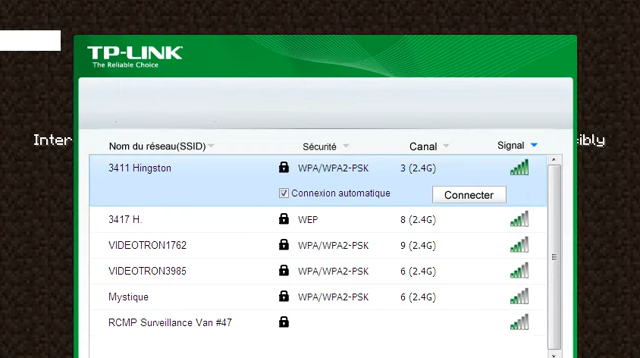 TP-LINK
The Reliable Choice
Inter
sibly
Nom du réseau(SSID) Sécurité Canal Signal
3411 Hingston WPA/WPA2-PSK 3 (2.4G)
Connexion automatique Connecter
3417 H. WEP 8 (2.4G)
VIDEOTRON1762 WPA/WPA2-PSK 9 (2.4G)
VIDEOTRON3985 WPA/WPA2-PSK 6 (2.4G)
Mystique WPA/WPA2-PSK 6 (2.4G)
RCMP Surveillance Van #47